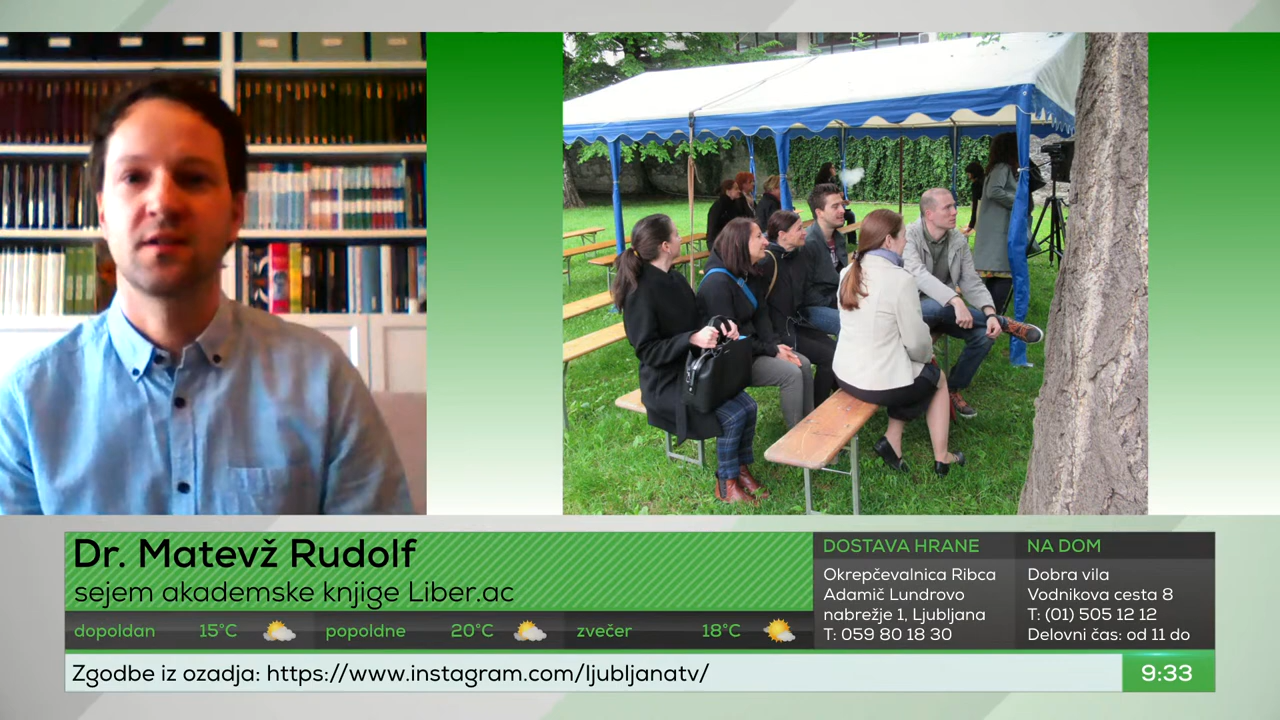 Dr. Matevž Rudolf
sejem akademske knjige Liber.ac
dopoldan 15°C popoldne 20°C zvečer 18°C
DOSTAVA HRANE
Okrepčevalnica Ribca
Adamič Lundrovo
nabrežje 1, Ljubljana
T: 059 80 18 30
NA DOM
Dobra vila
Vodnikova cesta 8
T: (01) 505 12 12
Delovni čas: od 11 do
Zgodbe iz ozadja: https://www.instagram.com/ljubljanatv/
9:33